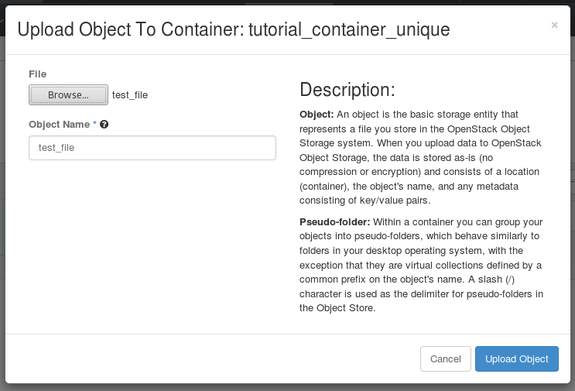 Upload Object To Container: tutorial_container_unique
×
File
Browse... test_file
Object Name *
test_file
Description:
Object: An object is the basic storage entity that
represents a file you store in the OpenStack Object
Storage system. When you upload data to OpenStack
Object Storage, the data is stored as-is (no
compression or encryption) and consists of a location
(container), the object's name, and any metadata
consisting of key/value pairs.
Pseudo-folder: Within a container you can group your
objects into pseudo-folders, which behave similarly to
folders in your desktop operating system, with the
exception that they are virtual collections defined by a
common prefix on the object's name. A slash (/)
character is used as the delimiter for pseudo-folders in
the Object Store.
Cancel
Upload Object